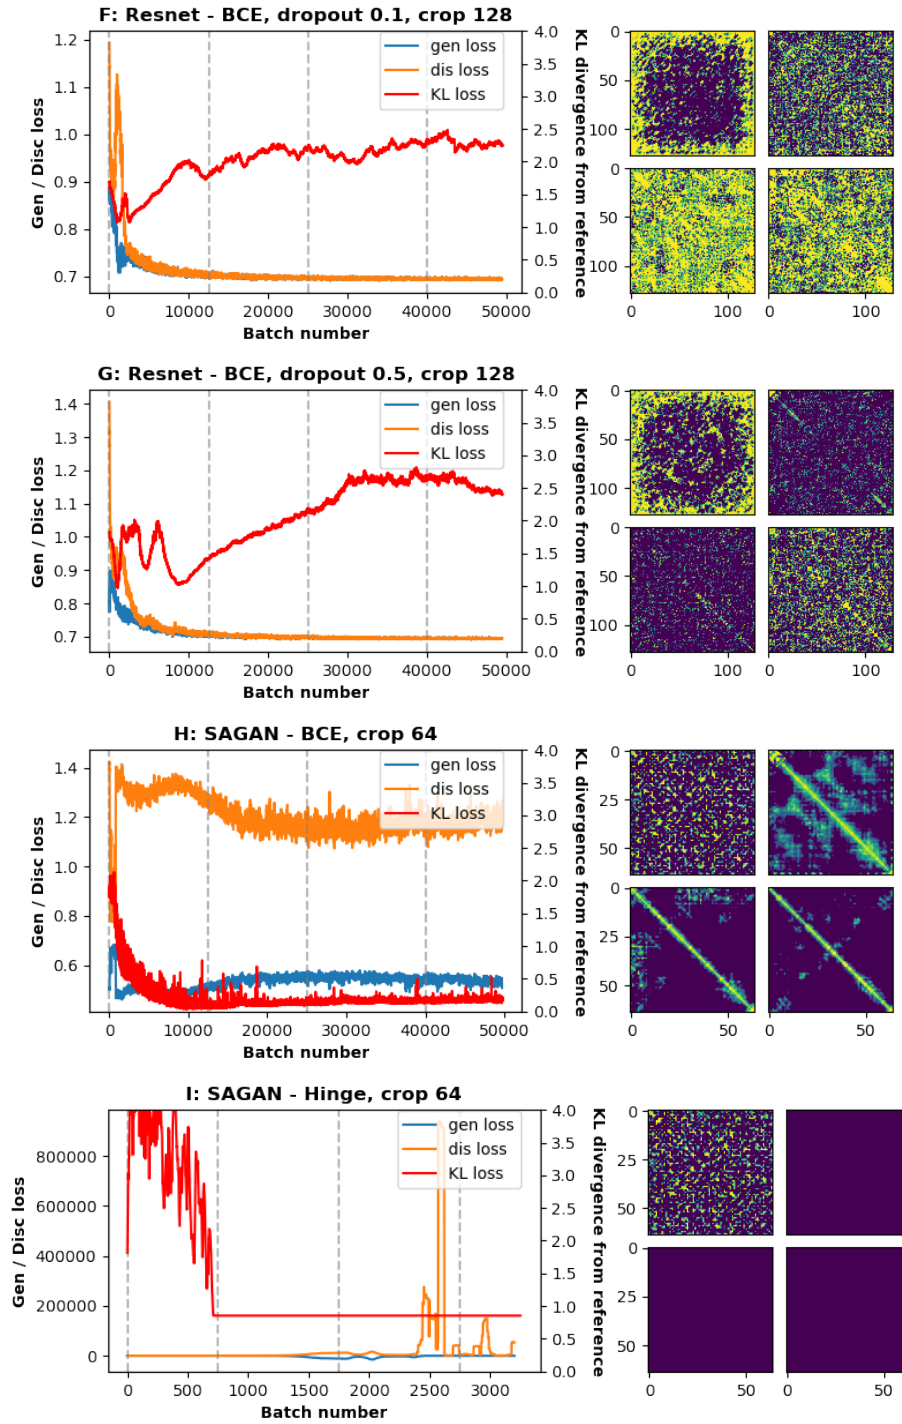 F: Resnet - BCE, dropout 0.1, crop 128
gen loss
dis loss
KL loss
Gen / Disc loss
1.2
1.1
1.0
0.9
0.8
0.7
4.0
3.5
3.0
2.5
2.0
1.5
1.0
0.5
0.0
KL divergence from reference
0 10000 20000 30000 40000 50000
Batch number
0
50
100
0
50
100
0 100 0 100
G: Resnet - BCE, dropout 0.5, crop 128
gen loss
dis loss
KL loss
Gen / Disc loss
1.4
1.3
1.2
1.1
1.0
0.9
0.8
0.7
4.0
3.5
3.0
2.5
2.0
1.5
1.0
0.5
0.0
KL divergence from reference
0 10000 20000 30000 40000 50000
Batch number
0
50
100
0
50
100
0 100 0 100
H: SAGAN - BCE, crop 64
gen loss
dis loss
KL loss
Gen / Disc loss
1.4
1.2
1.0
0.8
0.6
4.0
3.5
3.0
2.5
2.0
1.5
1.0
0.5
0.0
KL divergence from reference
0 10000 20000 30000 40000 50000
Batch number
0
25
50
0
25
50
0 50 0 50
I: SAGAN - Hinge, crop 64
gen loss
dis loss
KL loss
Gen / Disc loss
800000
600000
400000
200000
0
4.0
3.5
3.0
2.5
2.0
1.5
1.0
0.5
0.0
KL divergence from reference
0 500 1000 1500 2000 2500 3000
Batch number
0
25
50
0
25
50
0 50 0 50